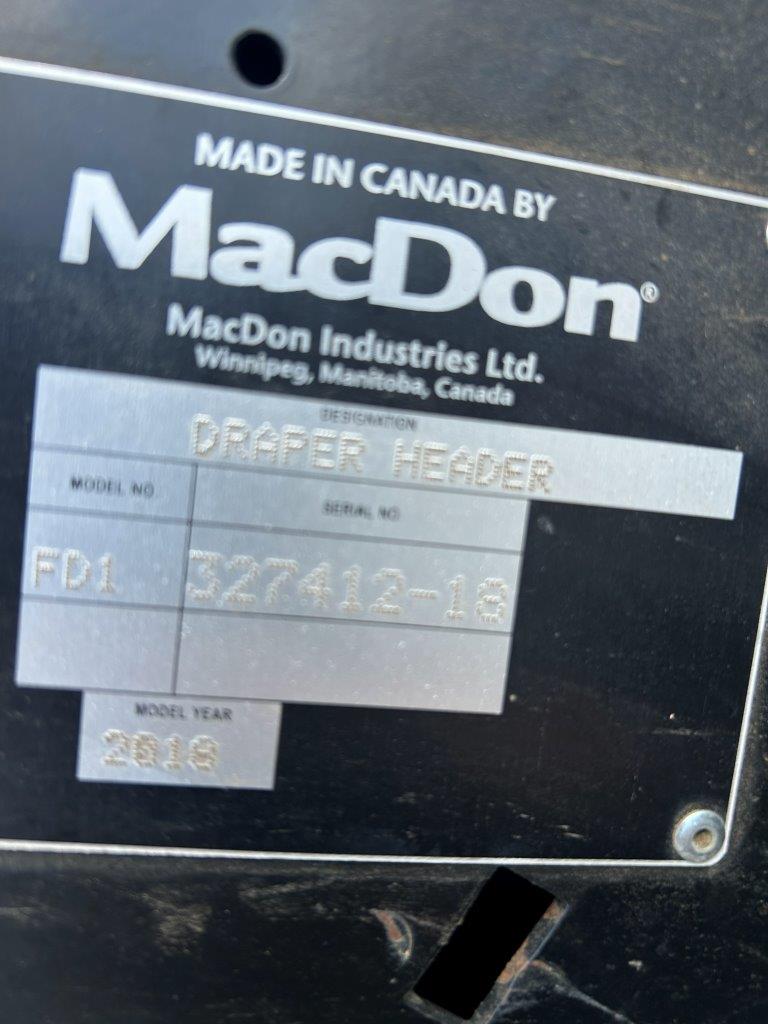 MADE IN CANADA BY
MacDon®
MacDon Industries Ltd.
Winnipeg, Manitoba, Canada
DESIGNATION
DRAPER HEADER
MODEL NO
SERIAL NO
FD1
327412-18
MODEL YEAR
2018